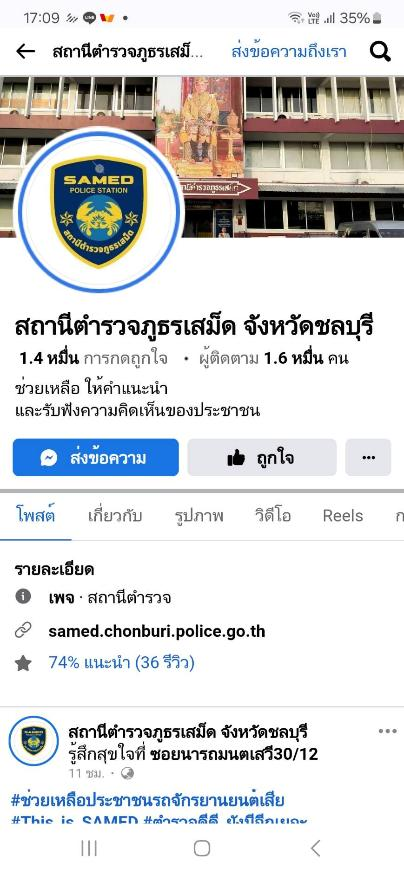 17:09
35%
สถานีตำรวจภูธรเสม็... ส่งข้อความถึงเรา
SAMED
POLICE STATION
สถานีตำรวจภูธรเสม็ด
สถานีตำรวจภูธรเสม็ด จังหวัดชลบุรี
1.4 หมื่น การกดถูกใจ • ผู้ติดตาม 1.6 หมื่น คน
ช่วยเหลือ ให้คำแนะนำ
และรับฟังความคิดเห็นของประชาชน
ส่งข้อความ ถูกใจ ...
โพสต์ เกี่ยวกับ รูปภาพ วิดีโอ Reels ก
รายละเอียด
เพจ · สถานีตำรวจ
samed.chonburi.police.go.th
74% แนะนำ (36 รีวิว)
สถานีตำรวจภูธรเสม็ด จังหวัดชลบุรี
รู้สึกสุขใจที่ ซอยนารถมนตเสวี30/12
11 ชม. ·
#ช่วยเหลือประชาชนรถจักรยานยนต์เสีย
#This_is_SAMED #ตำรวจดีดี_ยังมีอีกเยอะ